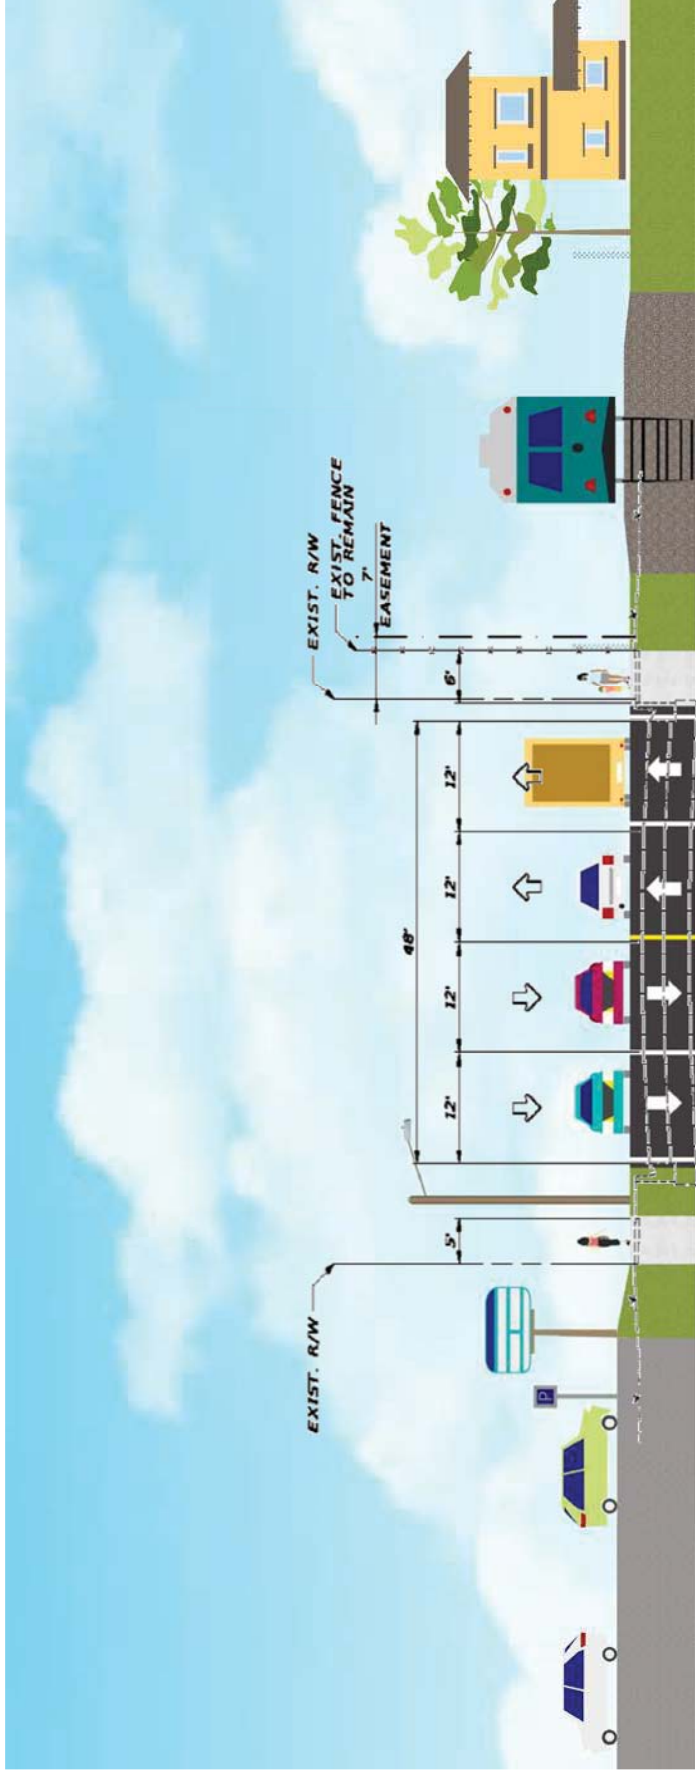 EXIST. R/W
5'
12'
12'
48'
12'
12'
6'
EXIST. R/W
EXIST. FENCE
TO REMAIN
7'
EASEMENT
P